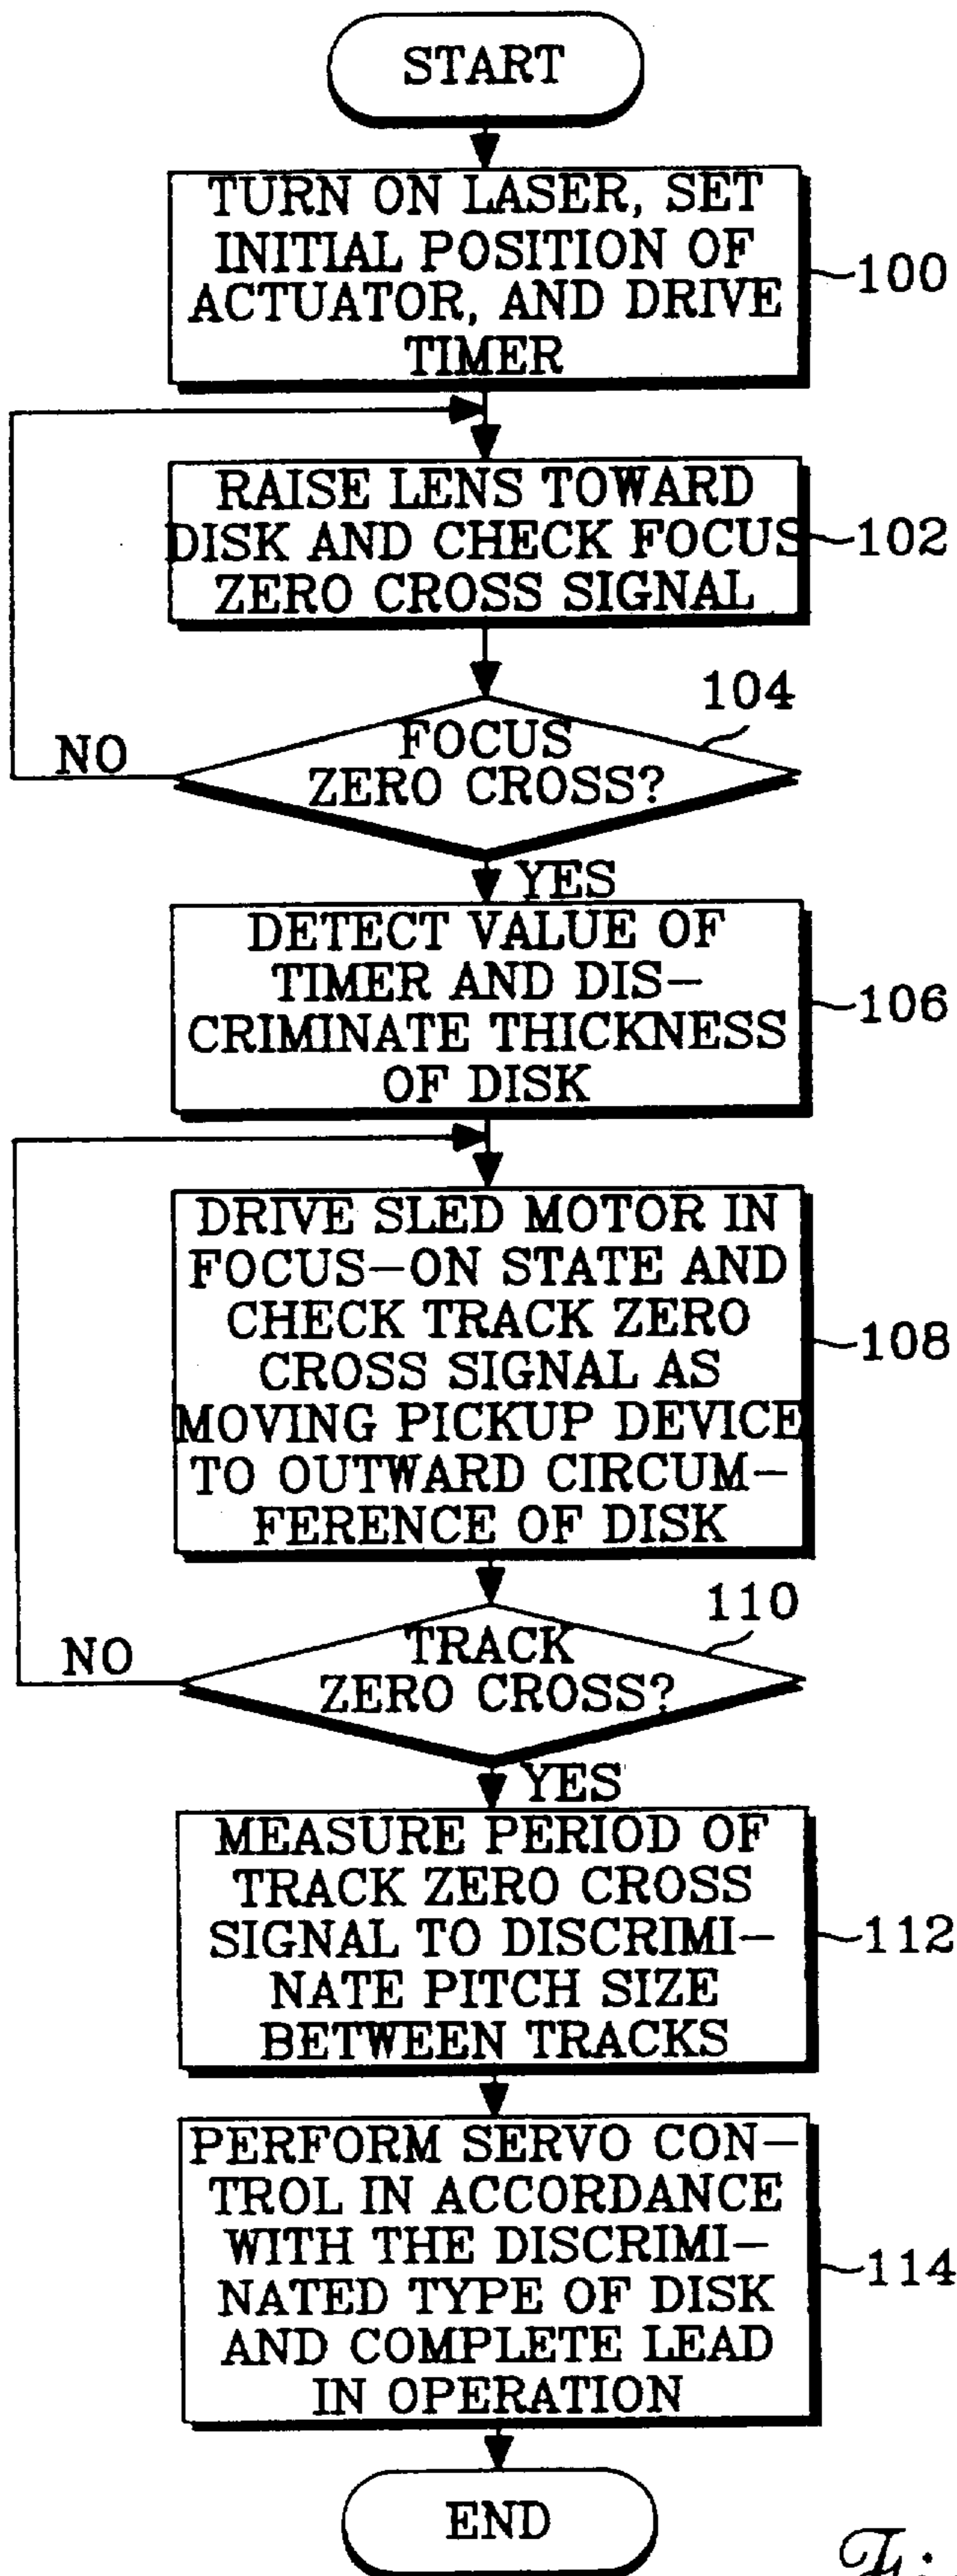 START
TURN ON LASER, SET
INITIAL POSITION OF
ACTUATOR, AND DRIVE
TIMER
100
RAISE LENS TOWARD
DISK AND CHECK FOCUS
ZERO CROSS SIGNAL
102
104
FOCUS
ZERO CROSS?
NO
YES
DETECT VALUE OF
TIMER AND DIS-
CRIMINATE THICKNESS
OF DISK
106
DRIVE SLED MOTOR IN
FOCUS-ON STATE AND
CHECK TRACK ZERO
CROSS SIGNAL AS
MOVING PICKUP DEVICE
TO OUTWARD CIRCUM-
FERENCE OF DISK
108
110
TRACK
ZERO CROSS?
NO
YES
MEASURE PERIOD OF
TRACK ZERO CROSS
SIGNAL TO DISCRIMI-
NATE PITCH SIZE
BETWEEN TRACKS
112
PERFORM SERVO CON-
TROL IN ACCORDANCE
WITH THE DISCRIMI-
NATED TYPE OF DISK
AND COMPLETE LEAD
IN OPERATION
114
END